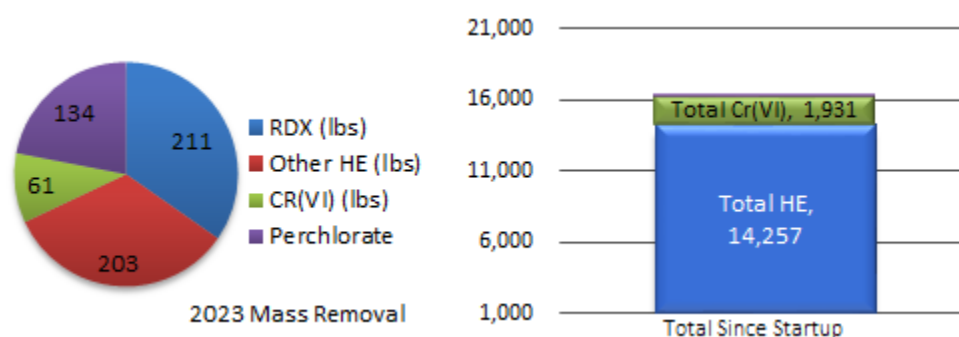 134
211
61
203
RDX (lbs)
Other HE (lbs)
CR(VI) (lbs)
Perchlorate
2023 Mass Removal
21,000
16,000
11,000
6,000
1,000
Total Cr(VI), 1,931
Total HE,
14,257
Total Since Startup